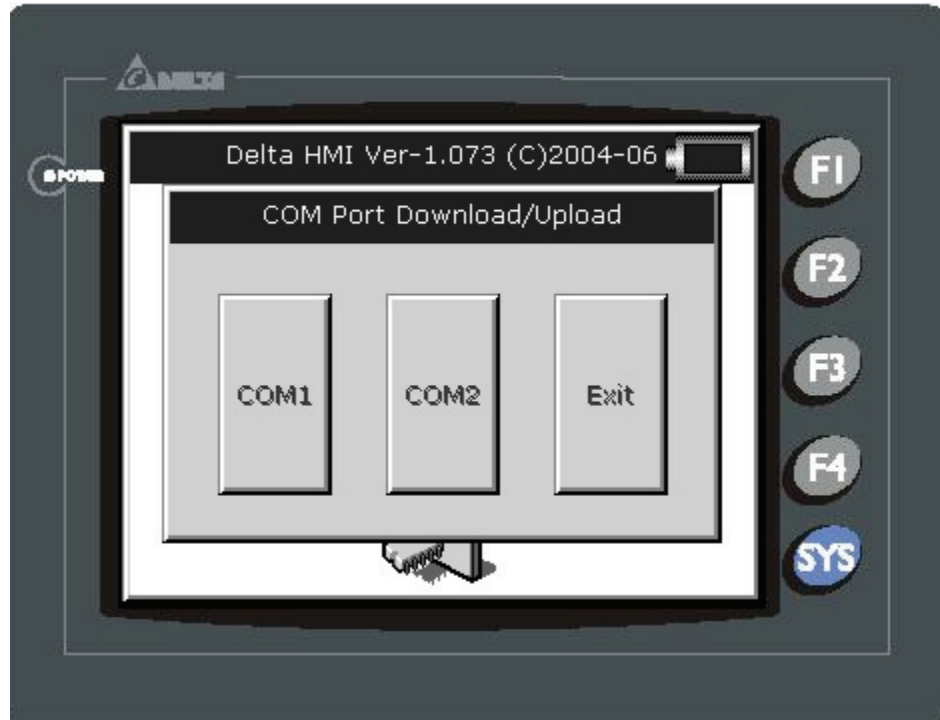 DELTA
POWER
Delta HMI Ver-1.073 (C)2004-06
COM Port Download/Upload
COM1 COM2 Exit
F1
F2
F3
F4
SYS